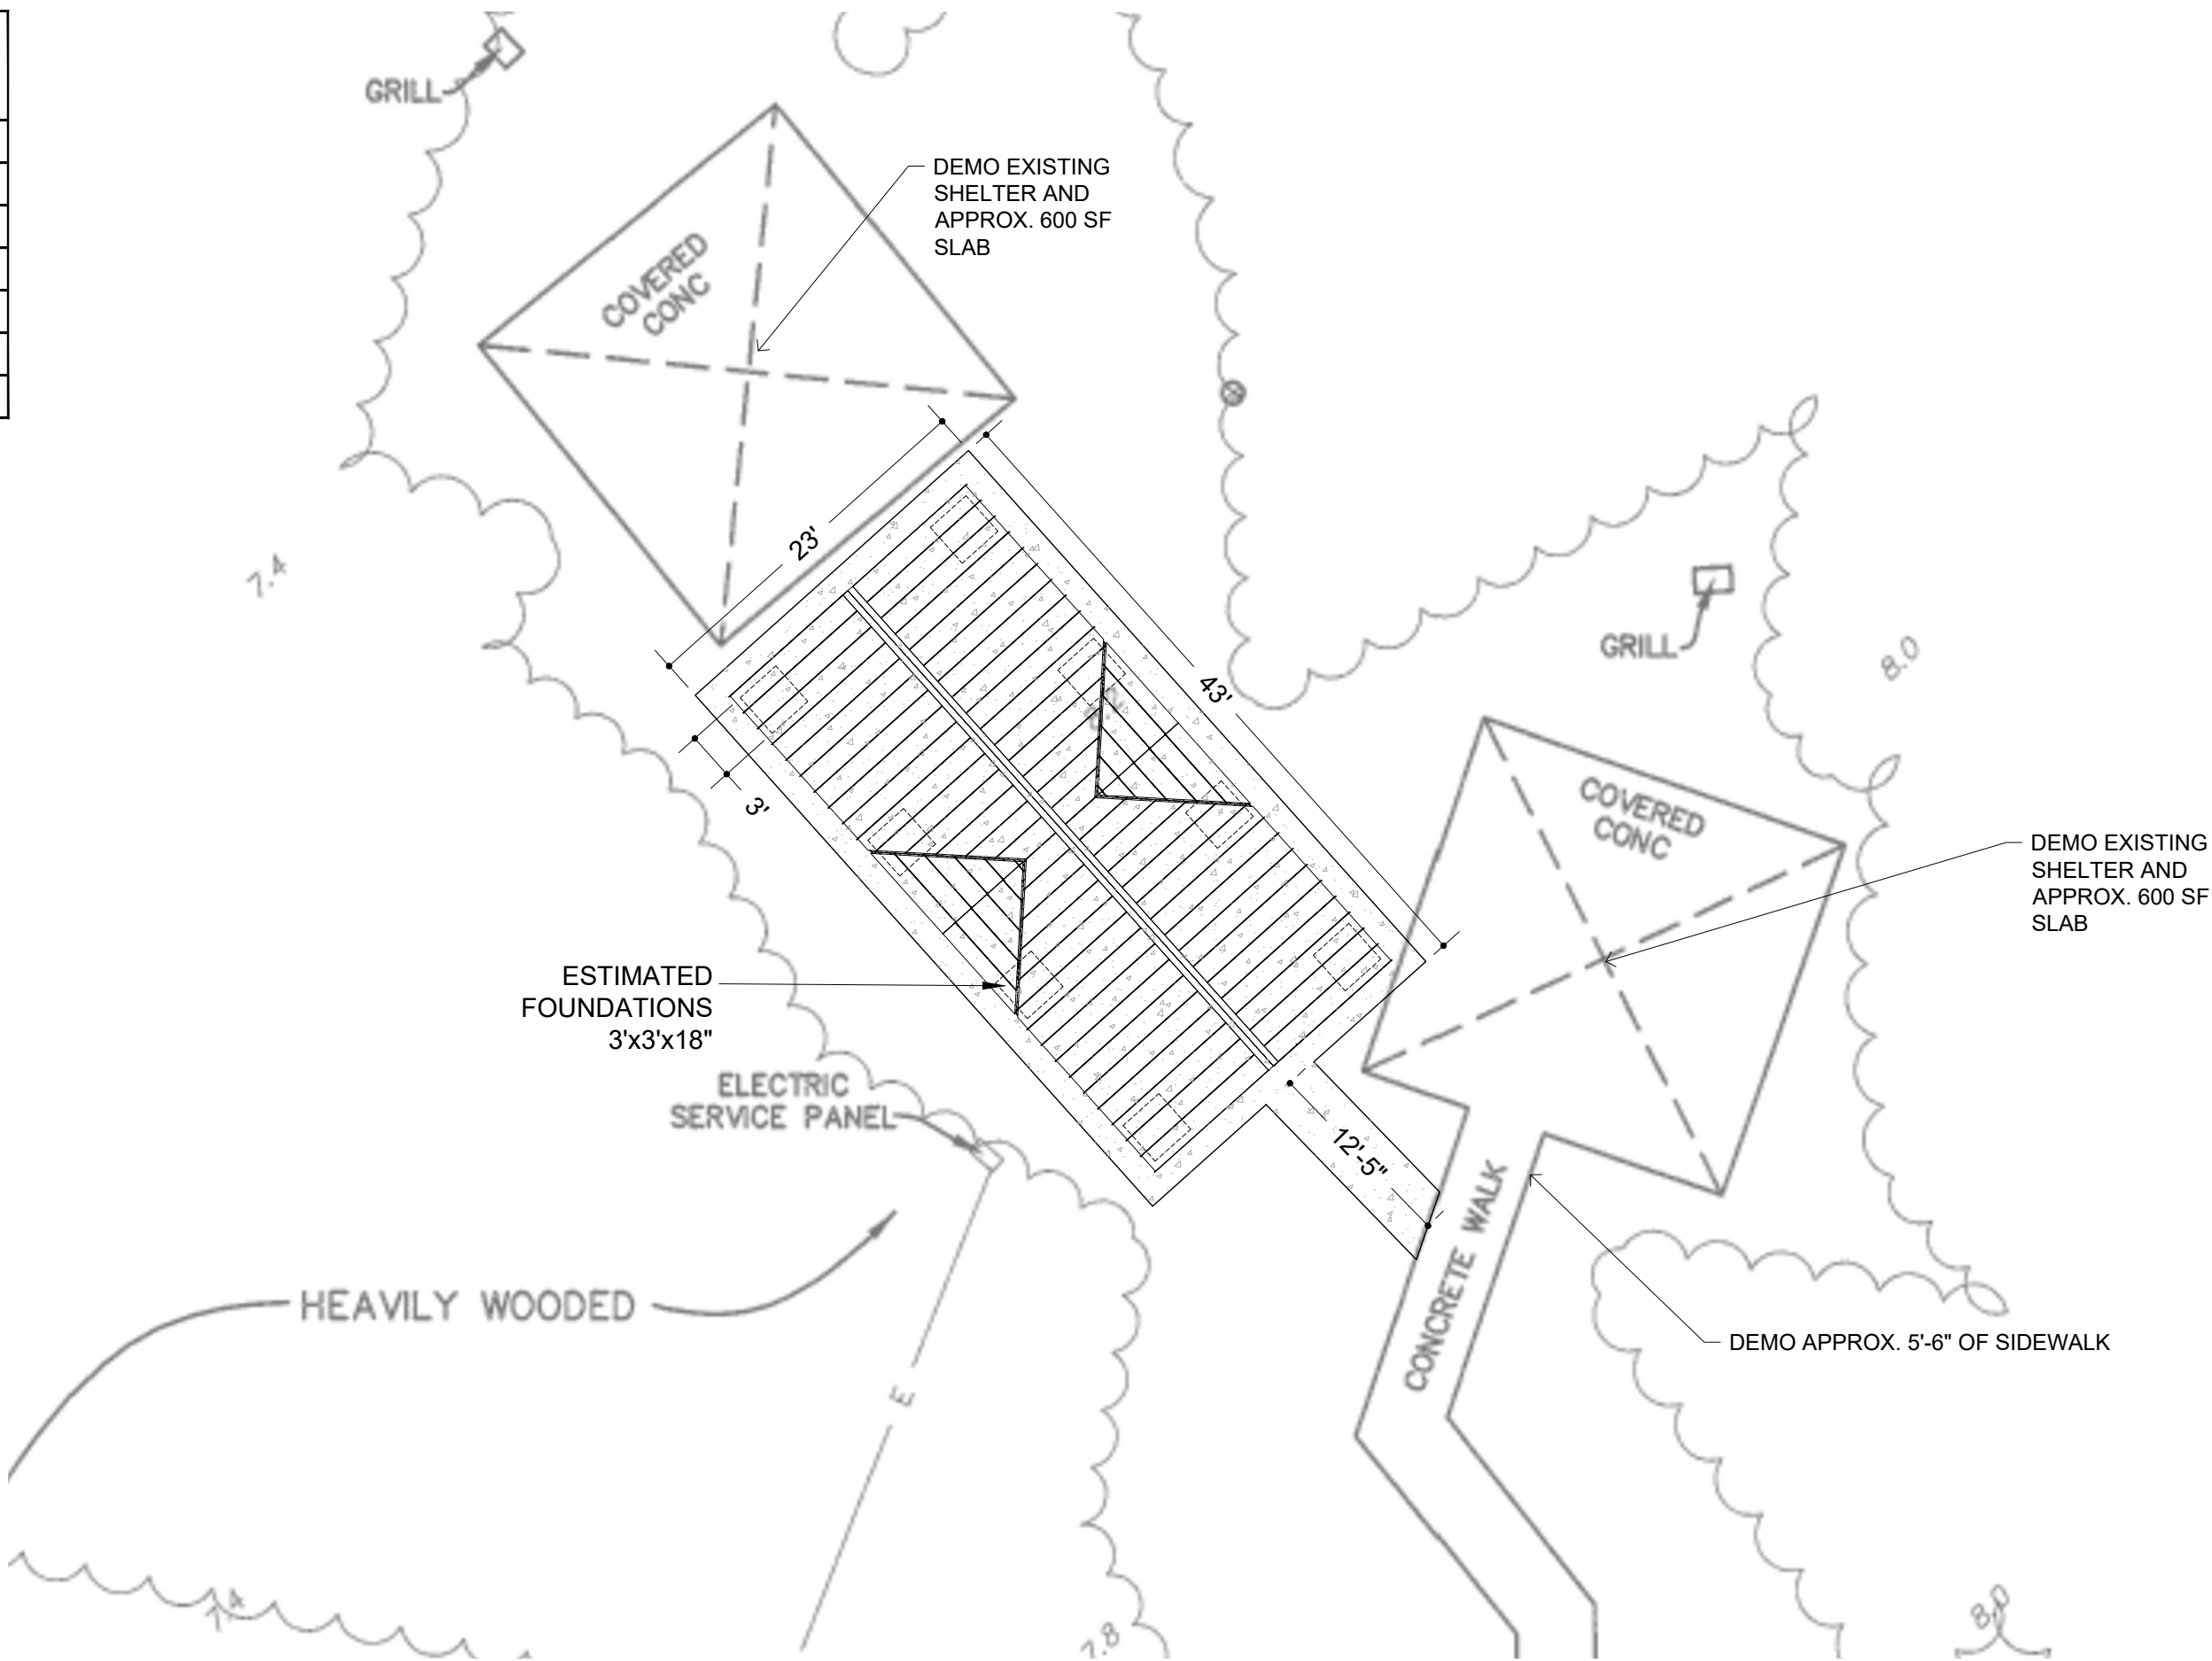 GRILL
DEMO EXISTING
SHELTER AND
APPROX. 600 SF
SLAB
COVERED
CONC
23'
7.4
43'
GRILL
8.0
3'
COVERED
CONC
DEMO EXISTING
SHELTER AND
APPROX. 600 SF
SLAB
ESTIMATED
FOUNDATIONS
3'x3'x18"
ELECTRIC
SERVICE PANEL
12'-5"
CONCRETE WALK
HEAVILY WOODED
DEMO APPROX. 5'-6" OF SIDEWALK
E
7.4
7.8
8.0